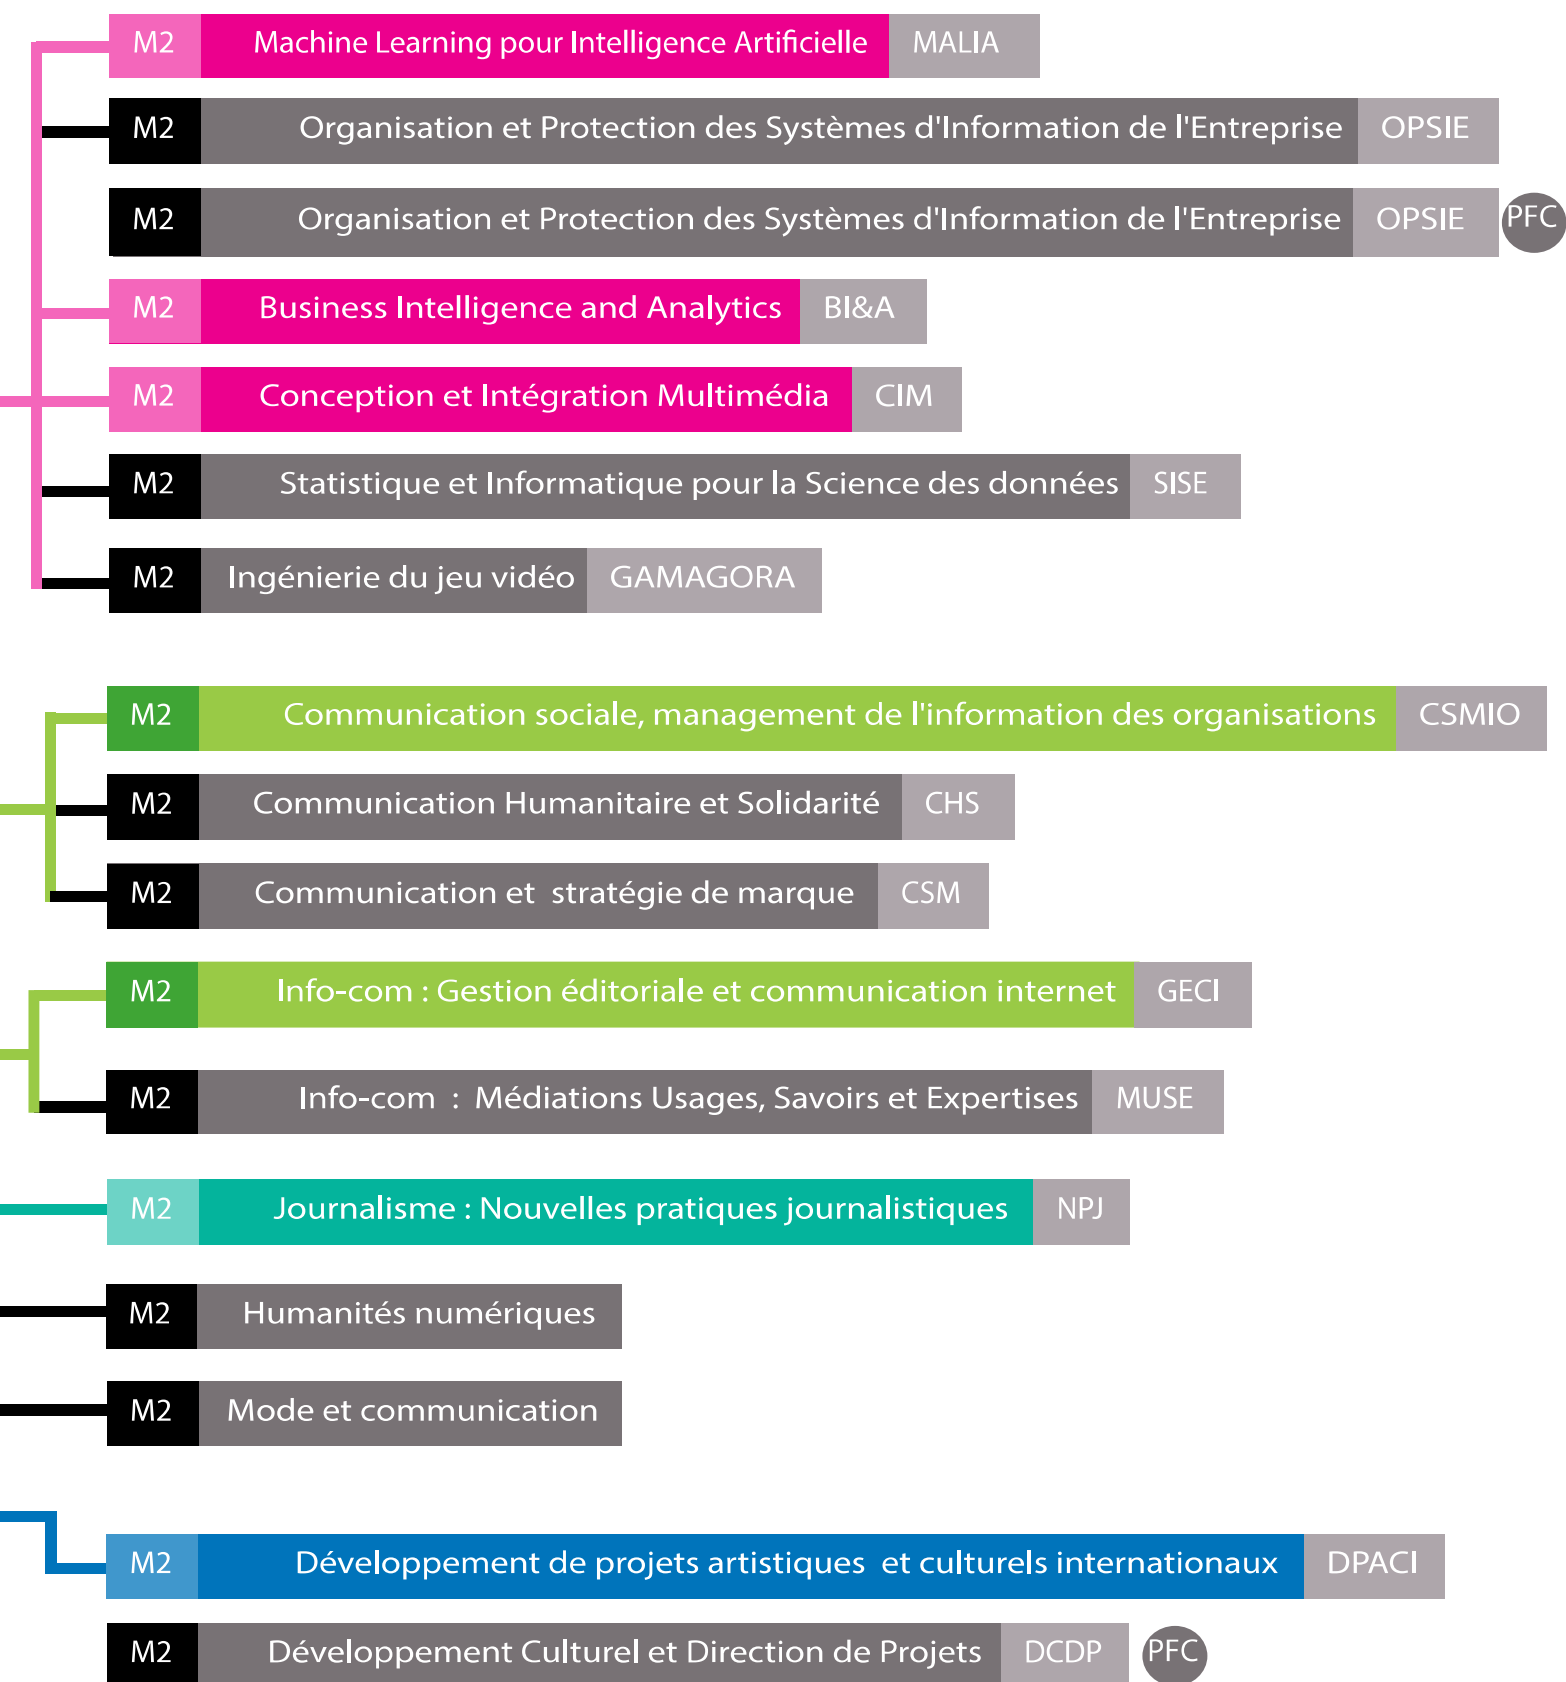 M2 Machine Learning pour Intelligence Artificielle MALIA
M2 Organisation et Protection des Systèmes d'Information de l'Entreprise OPSIE
M2 Organisation et Protection des Systèmes d'Information de l'Entreprise OPSIE PFC
M2 Business Intelligence and Analytics BI&A
M2 Conception et Intégration Multimédia CIM
M2 Statistique et Informatique pour la Science des données SISE
M2 Ingénierie du jeu vidéo GAMAGORA
M2 Communication sociale, management de l'information des organisations CSMIO
M2 Communication Humanitaire et Solidarité CHS
M2 Communication et stratégie de marque CSM
M2 Info-com : Gestion éditoriale et communication internet GECI
M2 Info-com : Médiations Usages, Savoirs et Expertises MUSE
M2 Journalisme : Nouvelles pratiques journalistiques NPJ
M2 Humanités numériques
M2 Mode et communication
M2 Développement de projets artistiques et culturels internationaux DPACI
M2 Développement Culturel et Direction de Projets DCDP PFC